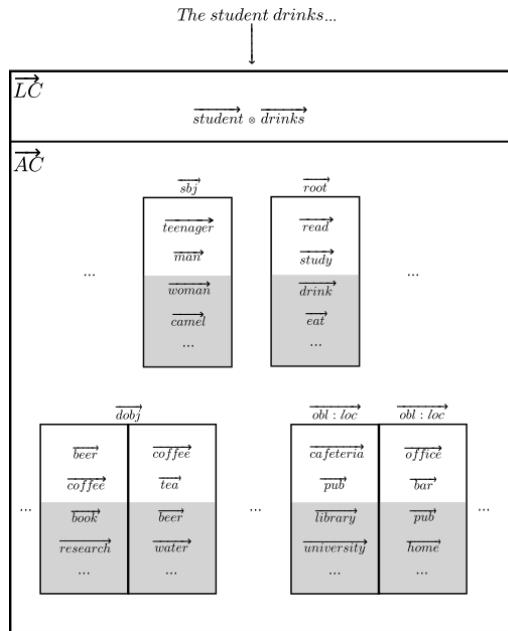 The student drinks...
LC
student ⊗ drinks
AC
sbj root
teenager read
man study
... ...
woman drink
camel eat
... ...
dobj obl : loc obl : loc
beer coffee cafeteria office
coffee tea pub bar
... book beer ... library pub ...
research water university home
... ... ... ...